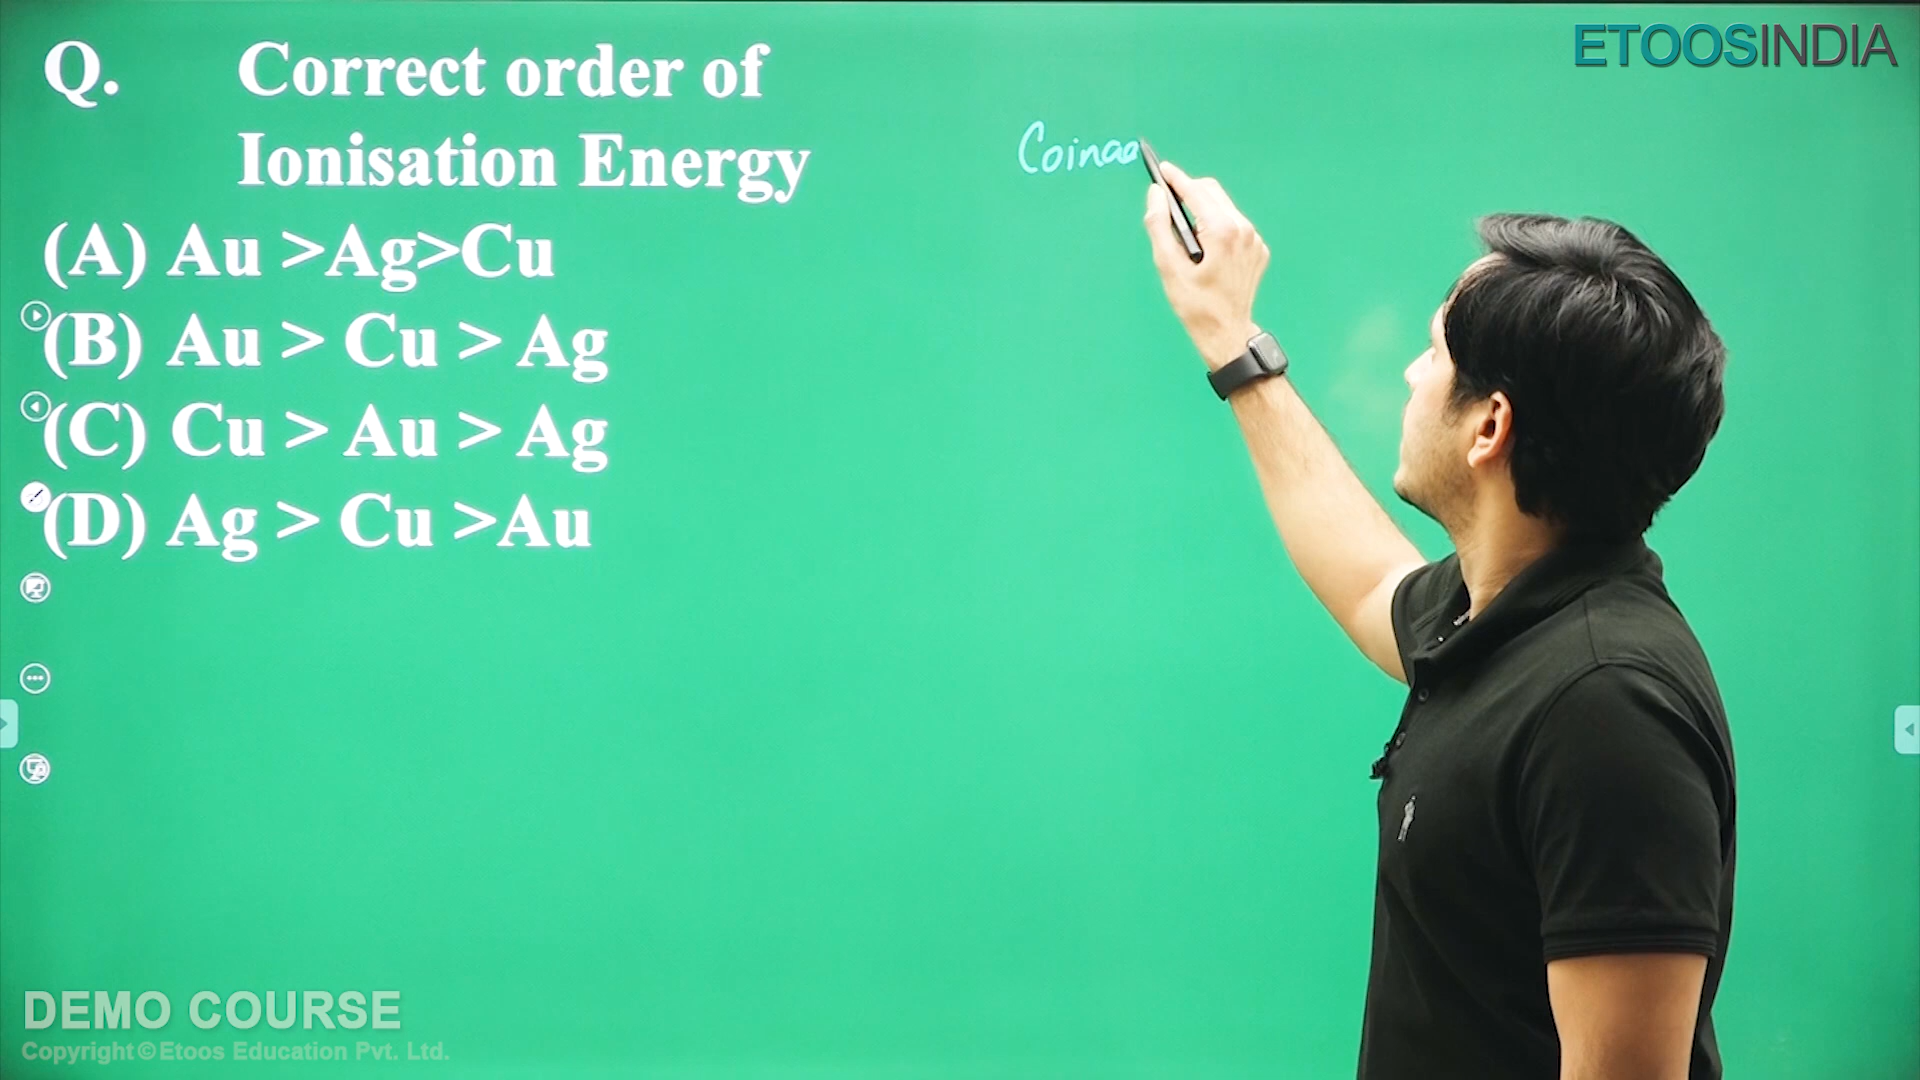 ETOOSINDIA
Q. Correct order of
Ionisation Energy
(A) Au >Ag>Cu
(B) Au > Cu > Ag
(C) Cu > Au > Ag
(D) Ag > Cu >Au
DEMO COURSE
Copyright © Etoos Education Pvt. Ltd.